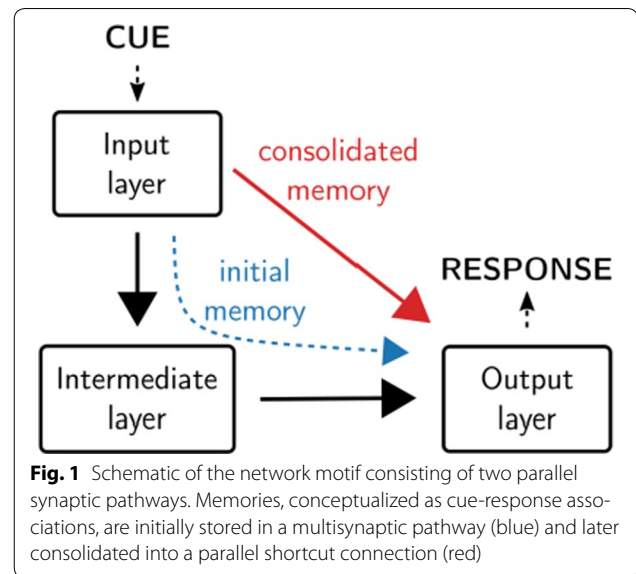 CUE
Input
layer
consolidated
memory
initial
memory
RESPONSE
Intermediate
layer
Output
layer
Fig. 1 Schematic of the network motif consisting of two parallel
synaptic pathways. Memories, conceptualized as cue-response asso-
ciations, are initially stored in a multisynaptic pathway (blue) and later
consolidated into a parallel shortcut connection (red)